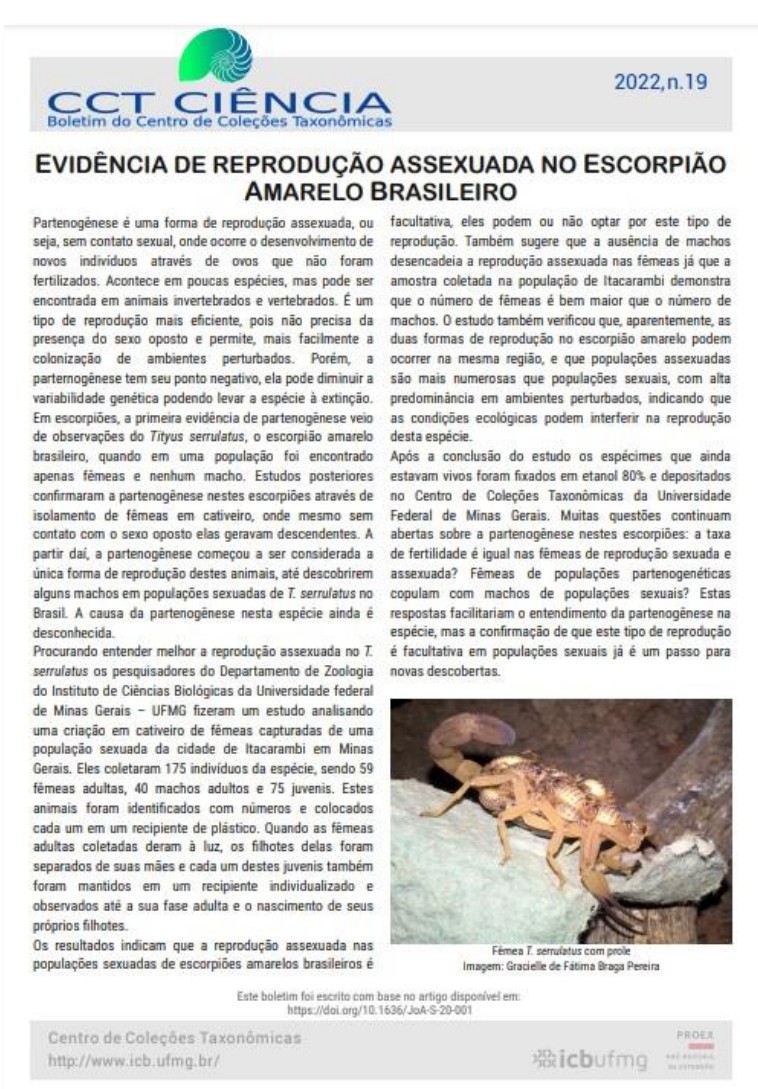 CCT CIÊNCIA
Boletim do Centro de Coleções Taxonômicas
2022,n.19
EVIDÊNCIA DE REPRODUÇÃO ASSEXUADA NO ESCORPIÃO
AMARELO BRASILEIRO
Partenogênese é uma forma de reprodução assexuada, ou
seja, sem contato sexual, onde ocorre o desenvolvimento de
novos indivíduos através de ovos que não foram
fertilizados. Acontece em poucas espécies, mas pode ser
encontrada em animais invertebrados e vertebrados. É um
tipo de reprodução mais eficiente, pois não precisa da
presença do sexo oposto e permite, mais facilmente a
colonização de ambientes perturbados. Porém, a
parternogênese tem seu ponto negativo, ela pode diminuir a
variabilidade genética podendo levar a espécie à extinção.
Em escorpiões, a primeira evidência de partenogênese veio
de observações do Tityus serrulatus, o escorpião amarelo
brasileiro, quando em uma população foi encontrado
apenas fêmeas e nenhum macho. Estudos posteriores
confirmaram a partenogênese nestes escorpiões através de
isolamento de fêmeas em cativeiro, onde mesmo sem
contato com o sexo oposto elas geravam descendentes. A
partir daí, a partenogênese começou a ser considerada a
única forma de reprodução destes animais, até descobrirem
alguns machos em populações sexuadas de T. serrulatus no
Brasil. A causa da partenogênese nesta espécie ainda é
desconhecida.
Procurando entender melhor a reprodução assexuada no T.
serrulatus os pesquisadores do Departamento de Zoologia
do Instituto de Ciências Biológicas da Universidade federal
de Minas Gerais – UFMG fizeram um estudo analisando
uma criação em cativeiro de fêmeas capturadas de uma
população sexuada da cidade de Itacarambi em Minas
Gerais. Eles coletaram 175 indivíduos da espécie, sendo 59
fêmeas adultas, 40 machos adultos e 75 juvenis. Estes
animais foram identificados com números e colocados
cada um em um recipiente de plástico. Quando as fêmeas
adultas coletadas deram à luz, os filhotes delas foram
separados de suas mães e cada um destes juvenis também
foram mantidos em um recipiente individualizado e
observados até a sua fase adulta e o nascimento de seus
próprios filhotes.
Os resultados indicam que a reprodução assexuada nas
populações sexuadas de escorpiões amarelos brasileiros é
facultativa, eles podem ou não optar por este tipo de
reprodução. Também sugere que a ausência de machos
desencadeia a reprodução assexuada nas fêmeas já que a
amostra coletada na população de Itacarambi demonstra
que o número de fêmeas é bem maior que o número de
machos. O estudo também verificou que, aparentemente, as
duas formas de reprodução no escorpião amarelo podem
ocorrer na mesma região, e que populações assexuadas
são mais numerosas que populações sexuais, com alta
predominância em ambientes perturbados, indicando que
as condições ecológicas podem interferir na reprodução
desta espécie.
Após a conclusão do estudo os espécimes que ainda
estavam vivos foram fixados em etanol 80% e depositados
no Centro de Coleções Taxonômicas da Universidade
Federal de Minas Gerais. Muitas questões continuam
abertas sobre a partenogênese nestes escorpiões: a taxa
de fertilidade é igual nas fêmeas de reprodução sexuada e
assexuada? Fêmeas de populações partenogenéticas
copulam com machos de populações sexuais? Estas
respostas facilitariam o entendimento da partenogênese na
espécie, mas a confirmação de que este tipo de reprodução
é facultativa em populações sexuais já é um passo para
novas descobertas.
Fêmea T. serrulatus com prole
Imagem: Gracielle de Fátima Braga Pereira
Este boletim foi escrito com base no artigo disponível em:
https://doi.org/10.1636/JoA-S-20-001
Centro de Coleções Taxonômicas
http://www.icb.ufmg.br/
icbufmg
PROEX
PRÓ-REITORIA
DE EXTENSÃO